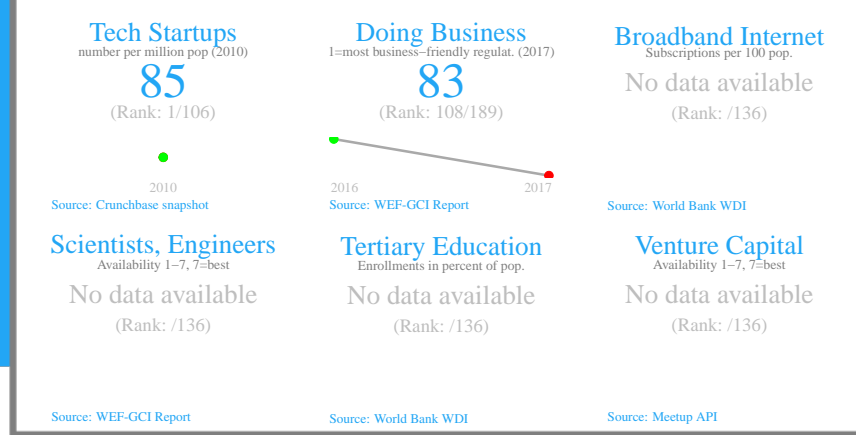 Tech Startups
number per million pop (2010)
85
(Rank: 1/106)
2010
Source: Crunchbase snapshot
Doing Business
1=most business−friendly regulat. (2017)
83
(Rank: 108/189)
2016 2017
Source: WEF-GCI Report
Broadband Internet
Subscriptions per 100 pop.
No data available
(Rank: /136)
Source: World Bank WDI
Scientists, Engineers
Availability 1−7, 7=best
No data available
(Rank: /136)
Source: WEF-GCI Report
Tertiary Education
Enrollments in percent of pop.
No data available
(Rank: /136)
Source: World Bank WDI
Venture Capital
Availability 1−7, 7=best
No data available
(Rank: /136)
Source: Meetup API